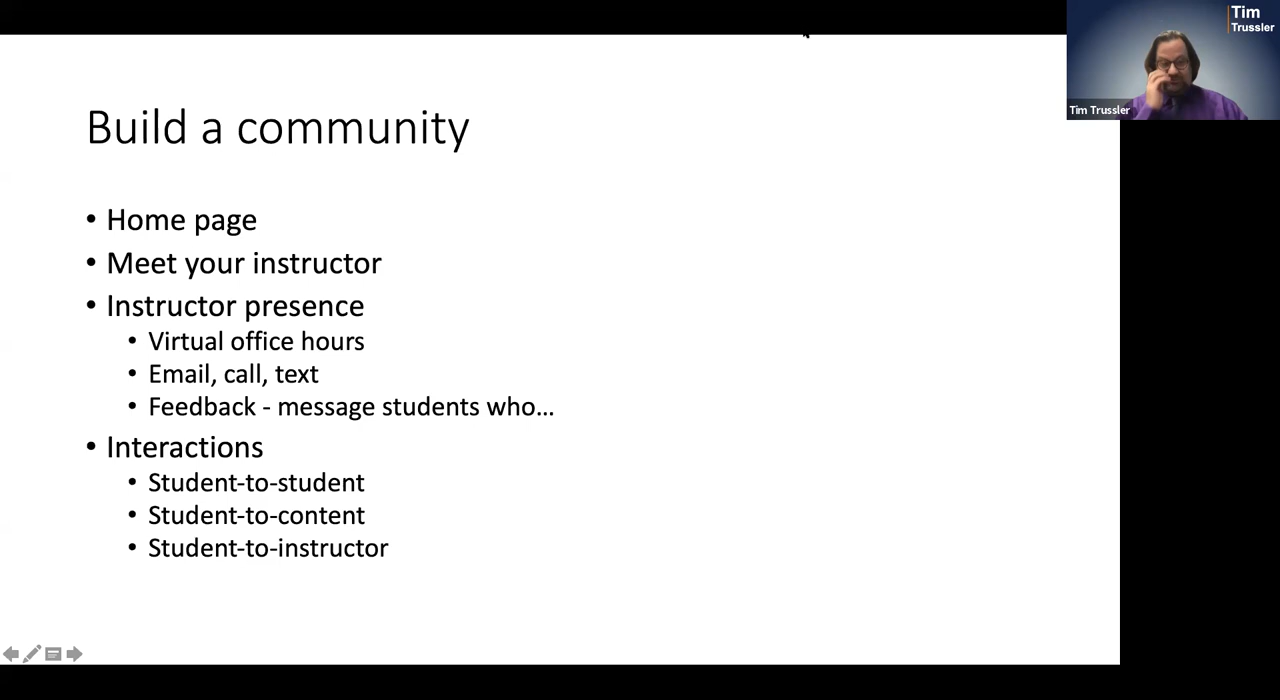 Build a community
• Home page
• Meet your instructor
• Instructor presence
• Virtual office hours
• Email, call, text
• Feedback - message students who...
• Interactions
• Student-to-student
• Student-to-content
• Student-to-instructor
Tim
Trussler
Tim Trussler